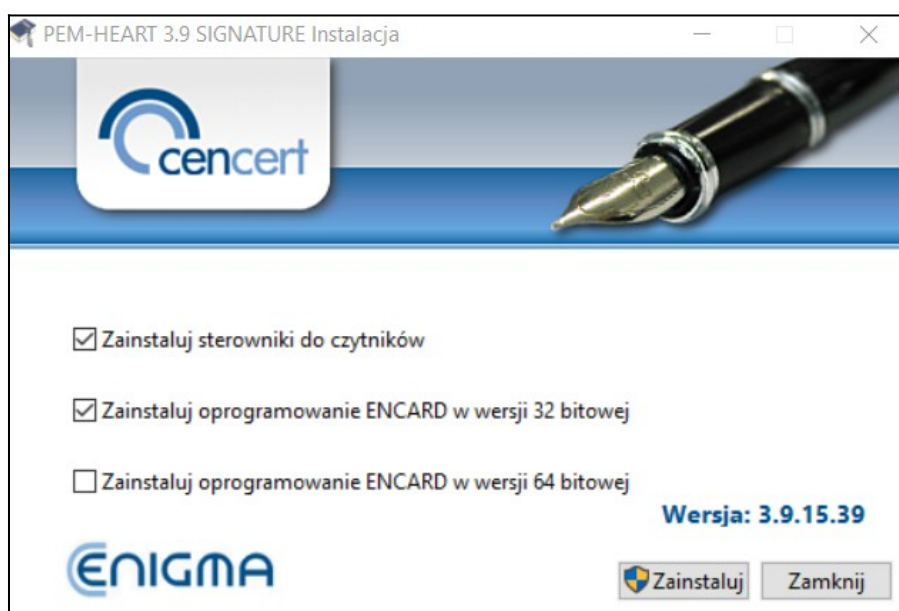 PEM-HEART 3.9 SIGNATURE Instalacja
cencert
Zainstaluj sterowniki do czytników
Zainstaluj oprogramowanie ENCARD w wersji 32 bitowej
Zainstaluj oprogramowanie ENCARD w wersji 64 bitowej
Wersja: 3.9.15.39
ENIGMA
Zainstaluj
Zamknij